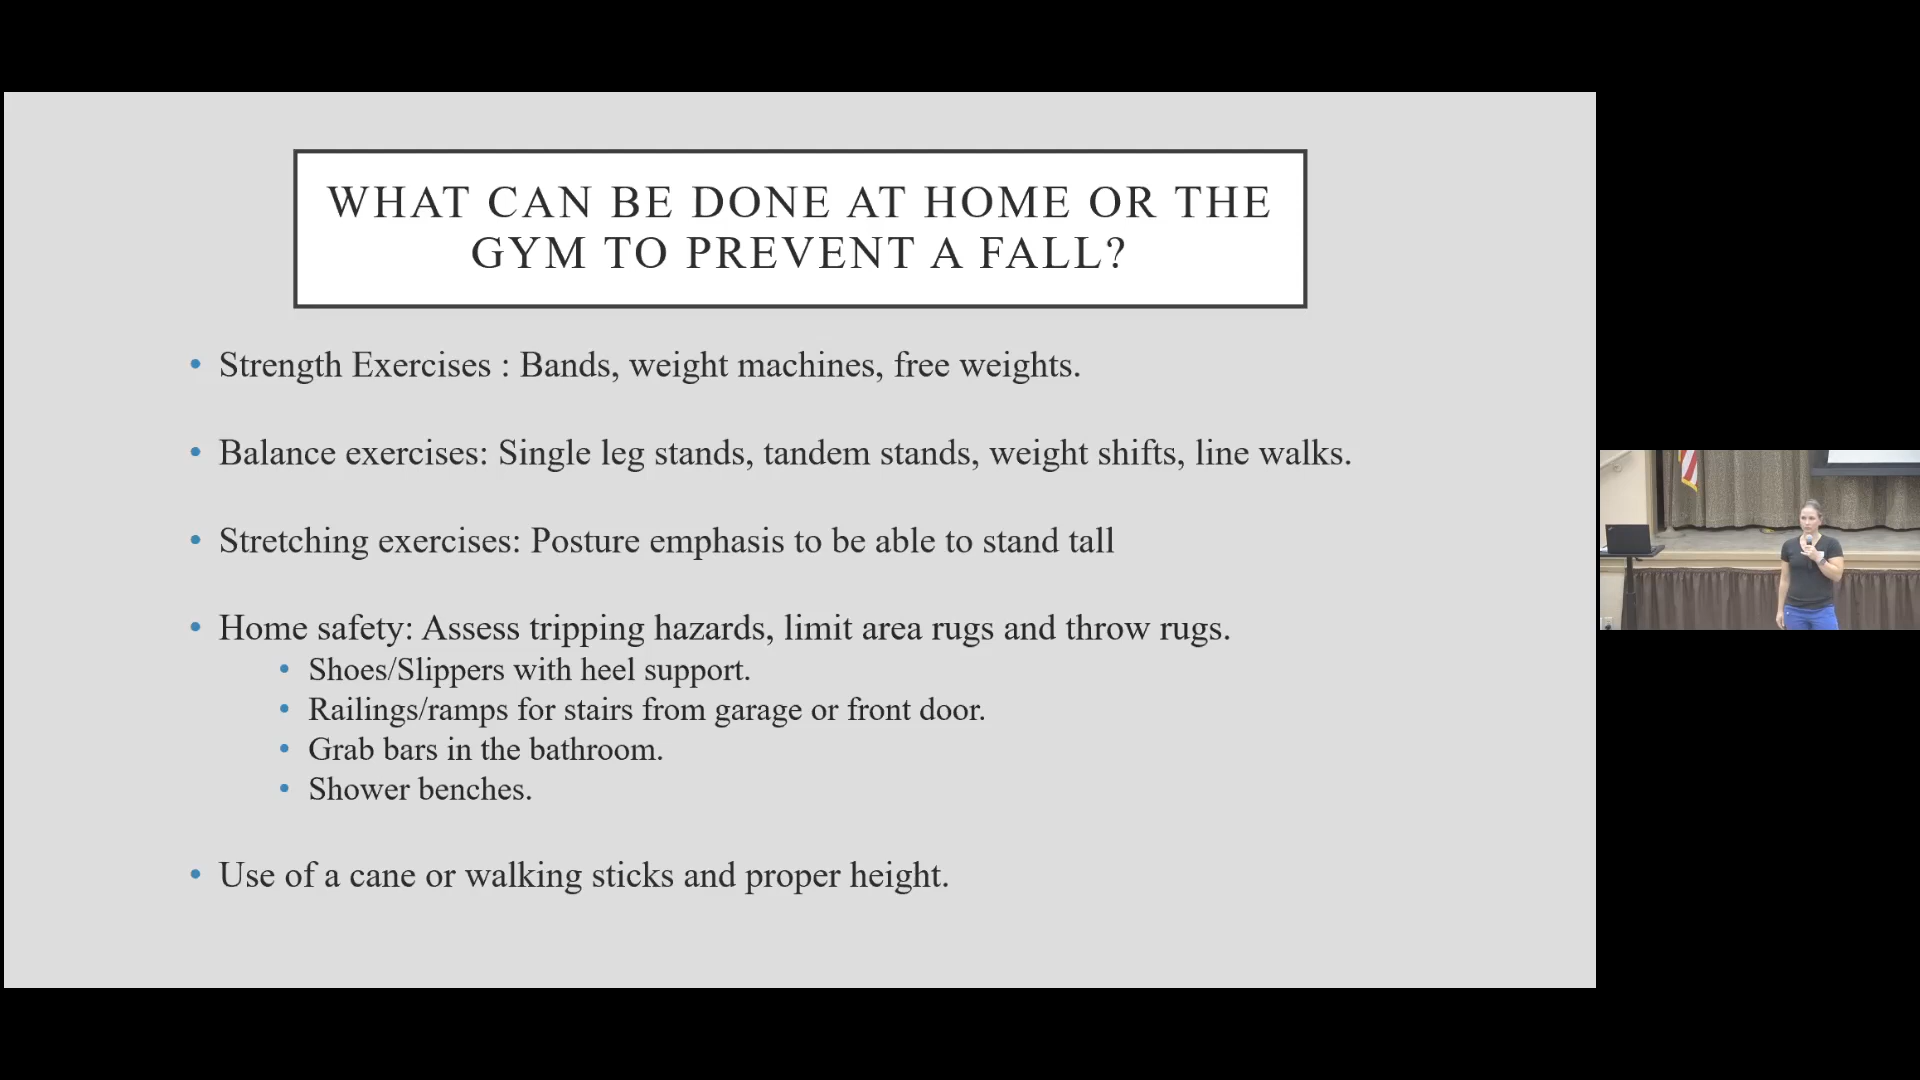 WHAT CAN BE DONE AT HOME OR THE
GYM TO PREVENT A FALL?
• Strength Exercises : Bands, weight machines, free weights.
• Balance exercises: Single leg stands, tandem stands, weight shifts, line walks.
• Stretching exercises: Posture emphasis to be able to stand tall
• Home safety: Assess tripping hazards, limit area rugs and throw rugs.
• Shoes/Slippers with heel support.
• Railings/ramps for stairs from garage or front door.
• Grab bars in the bathroom.
• Shower benches.
• Use of a cane or walking sticks and proper height.